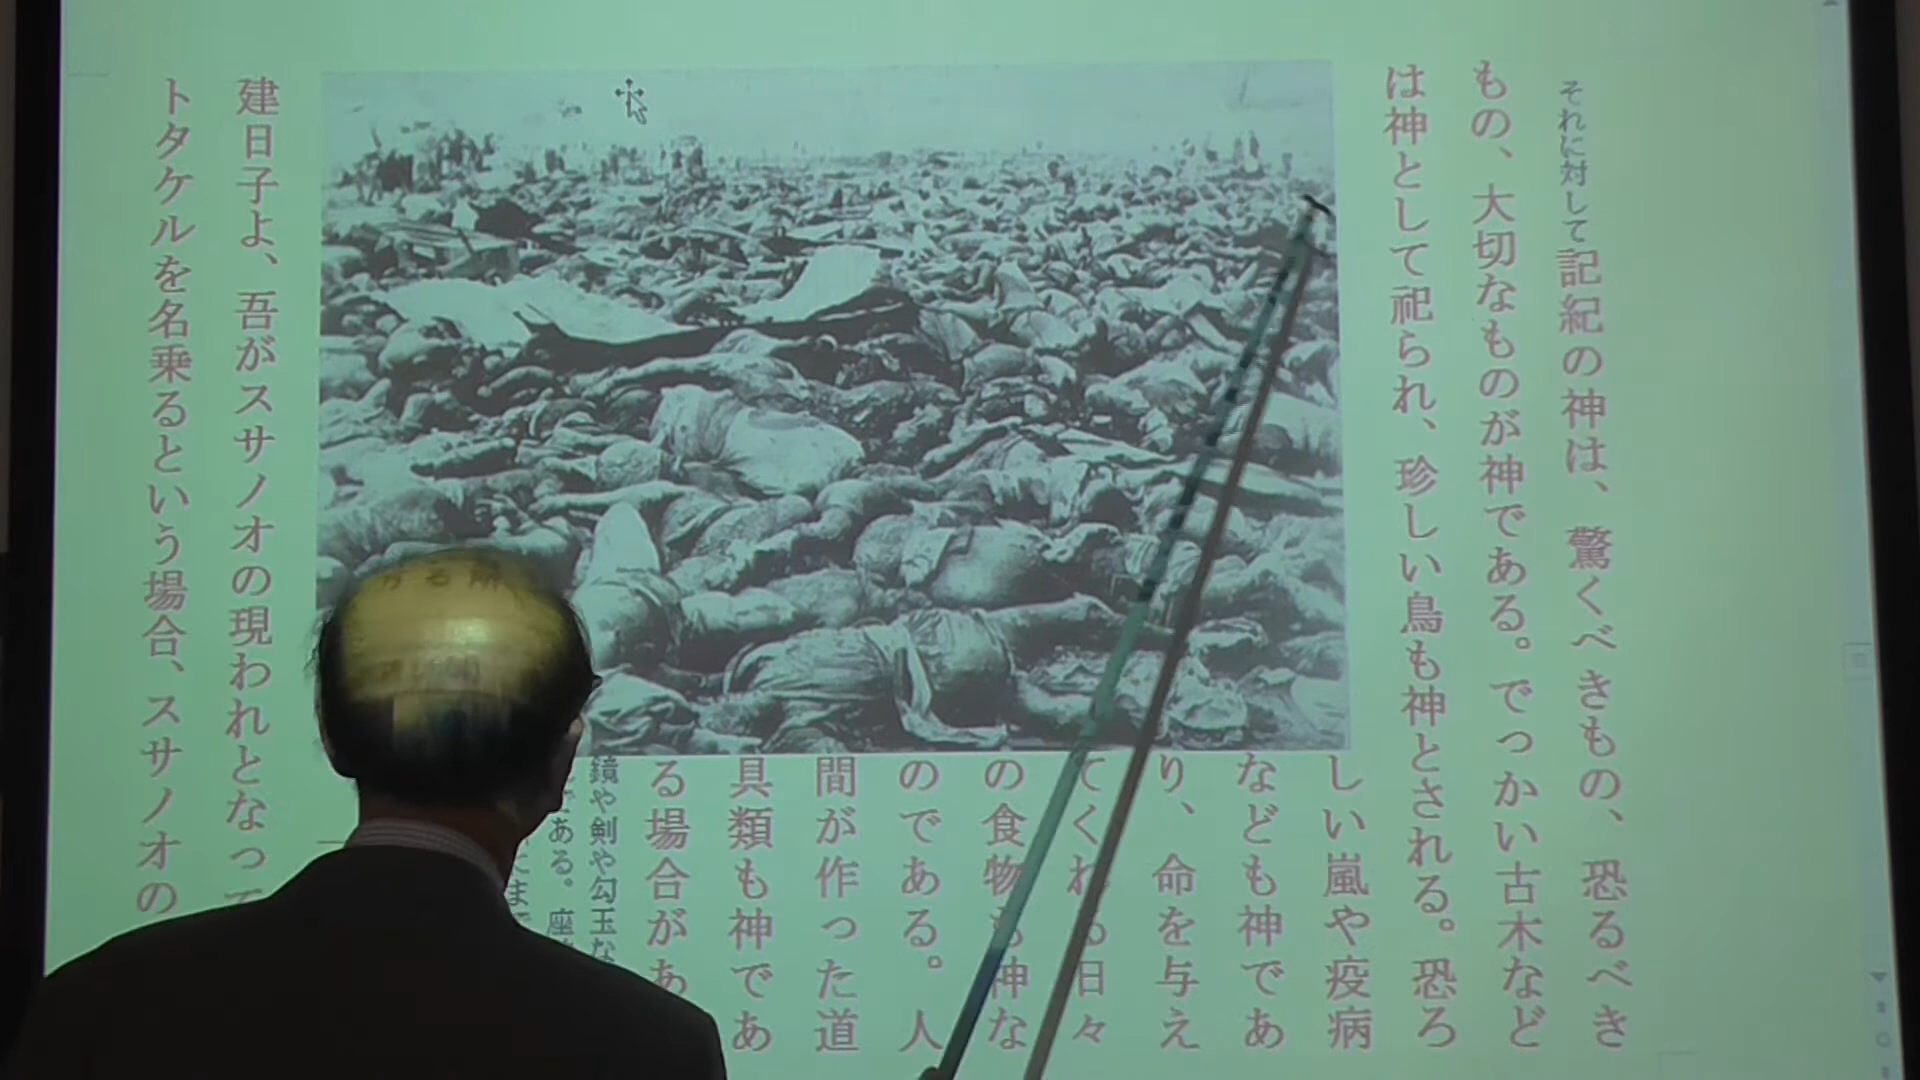 それに対して記紀の神は、驚くべきもの、恐るべき
もの、大切なものが神である。でっかい古木など
は神として祀られ、珍しい鳥も神とされる。恐ろ
しい嵐や疫病
なども神であ
り、命を与え
てくれる日々
の食物も神な
のである。人
間が作った道
具類も神であ
る場合があ
鏡や剣や勾玉な
である。座
建日子よ、吾がスサノオの現われとなって
トタケルを名乗るという場合、スサノオの